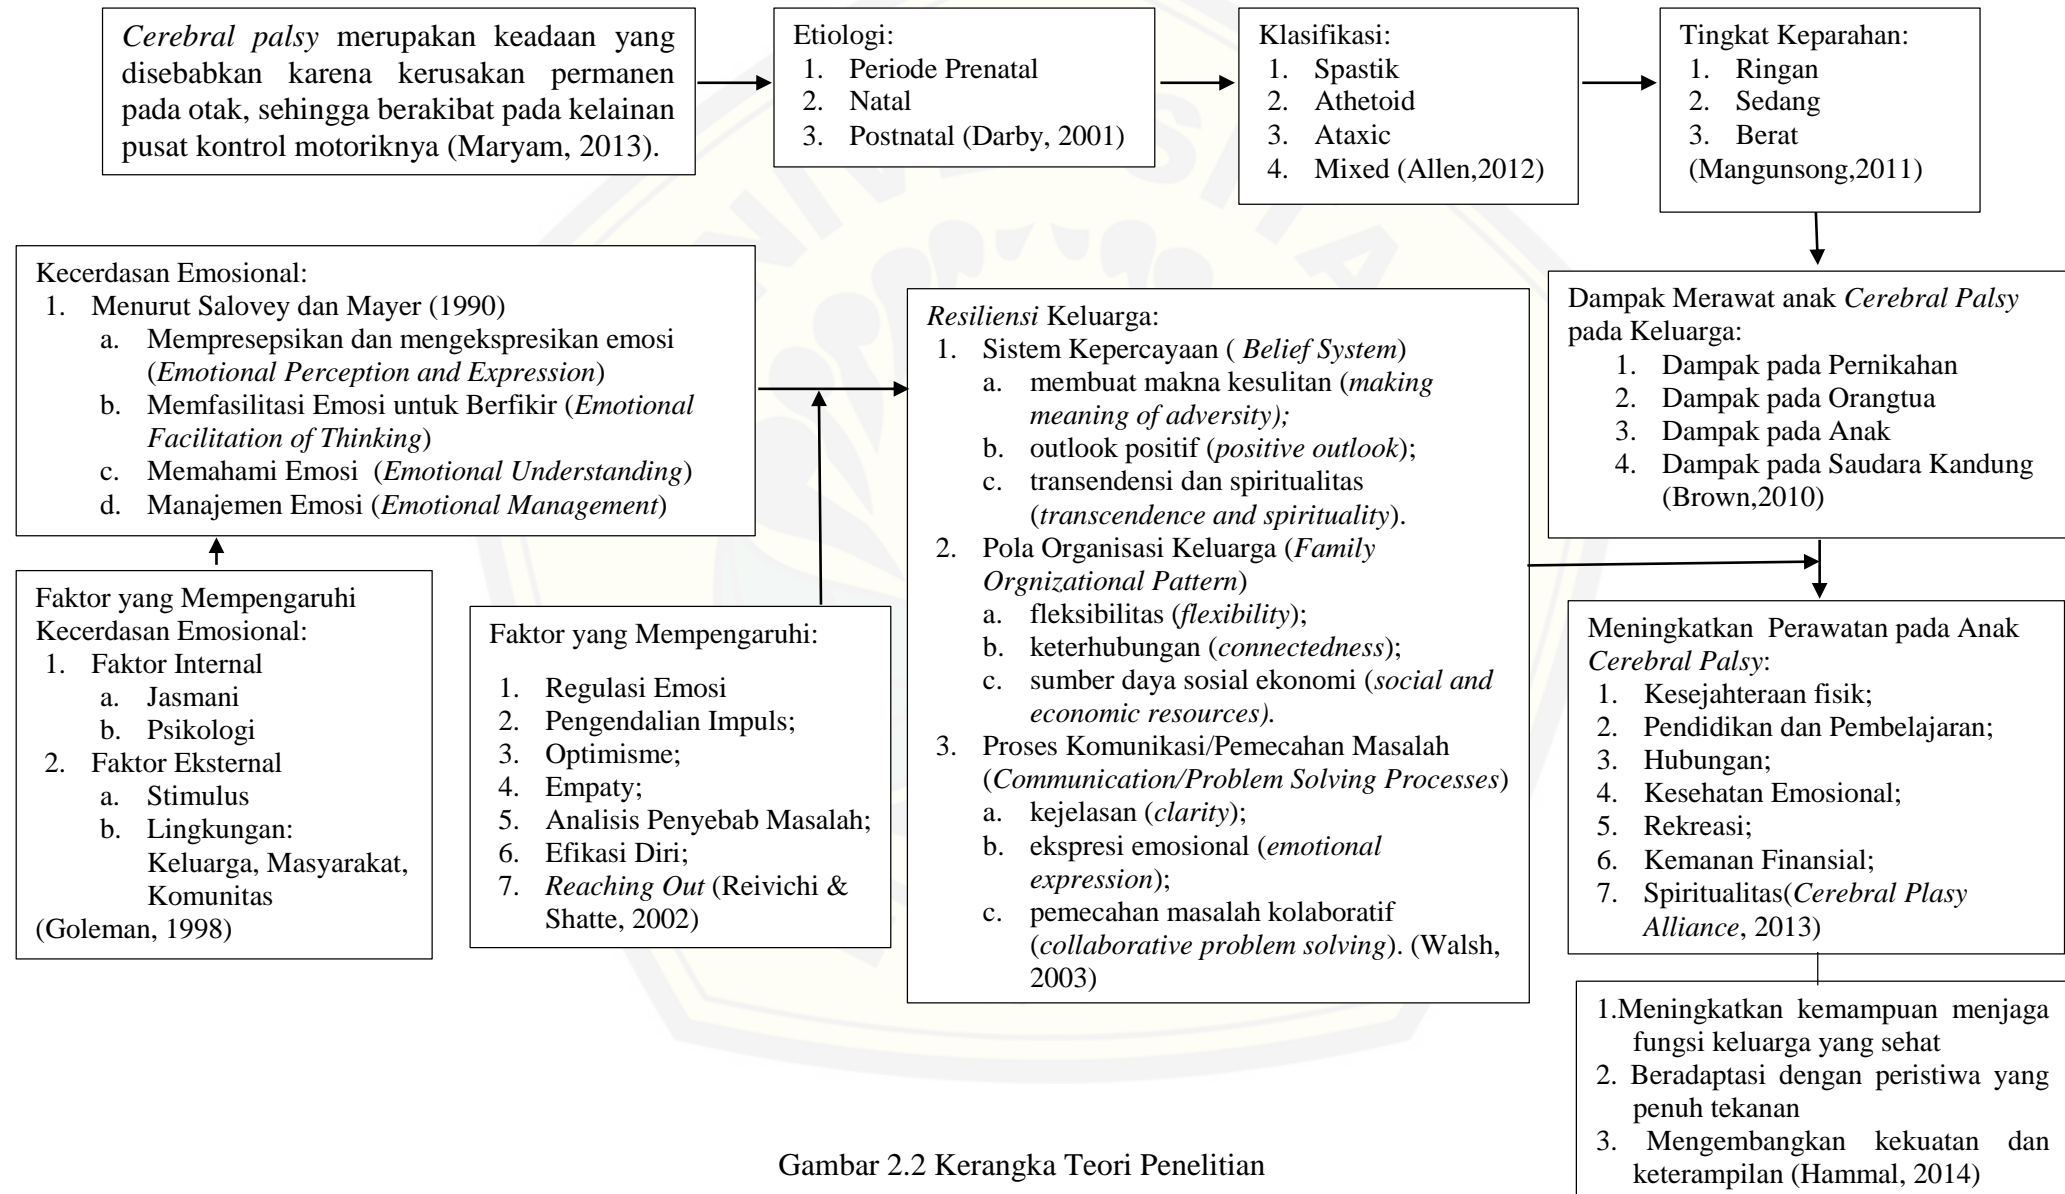 Cerebral palsy merupakan keadaan yang
disebabkan karena kerusakan permanen
pada otak, sehingga berakibat pada kelainan
pusat kontrol motoriknya (Maryam, 2013).
Etiologi:
1. Periode Prenatal
2. Natal
3. Postnatal (Darby, 2001)
Klasifikasi:
1. Spastik
2. Athetoid
3. Ataxic
4. Mixed (Allen,2012)
Tingkat Keparahan:
1. Ringan
2. Sedang
3. Berat
(Mangunsong,2011)
Kecerdasan Emosional:
1. Menurut Salovey dan Mayer (1990)
a. Mempresepsikan dan mengekspresikan emosi
(Emotional Perception and Expression)
b. Memfasilitasi Emosi untuk Berfikir (Emotional
Facilitation of Thinking)
c. Memahami Emosi (Emotional Understanding)
d. Manajemen Emosi (Emotional Management)
Faktor yang Mempengaruhi
Kecerdasan Emosional:
1. Faktor Internal
a. Jasmani
b. Psikologi
2. Faktor Eksternal
a. Stimulus
b. Lingkungan:
Keluarga, Masyarakat,
Komunitas
(Goleman, 1998)
Faktor yang Mempengaruhi:
1. Regulasi Emosi
2. Pengendalian Impuls;
3. Optimisme;
4. Empaty;
5. Analisis Penyebab Masalah;
6. Efikasi Diri;
7. Reaching Out (Reivichi &
Shatte, 2002)
Resiliensi Keluarga:
1. Sistem Kepercayaan ( Belief System)
a. membuat makna kesulitan (making
meaning of adversity);
b. outlook positif (positive outlook);
c. transendensi dan spiritualitas
(transcendence and spirituality).
2. Pola Organisasi Keluarga (Family
Orgnizational Pattern)
a. fleksibilitas (flexibility);
b. keterhubungan (connectedness);
c. sumber daya sosial ekonomi (social and
economic resources).
3. Proses Komunikasi/Pemecahan Masalah
(Communication/Problem Solving Processes)
a. kejelasan (clarity);
b. ekspresi emosional (emotional
expression);
c. pemecahan masalah kolaboratif
(collaborative problem solving). (Walsh,
2003)
Dampak Merawat anak Cerebral Palsy
pada Keluarga:
1. Dampak pada Pernikahan
2. Dampak pada Orangtua
3. Dampak pada Anak
4. Dampak pada Saudara Kandung
(Brown,2010)
Meningkatkan Perawatan pada Anak
Cerebral Palsy:
1. Kesejahteraan fisik;
2. Pendidikan dan Pembelajaran;
3. Hubungan;
4. Kesehatan Emosional;
5. Rekreasi;
6. Kemanan Finansial;
7. Spiritualitas(Cerebral Plasy
Alliance, 2013)
1.Meningkatkan kemampuan menjaga
fungsi keluarga yang sehat
2. Beradaptasi dengan peristiwa yang
penuh tekanan
3. Mengembangkan kekuatan dan
keterampilan (Hammal, 2014)
Gambar 2.2 Kerangka Teori Penelitian